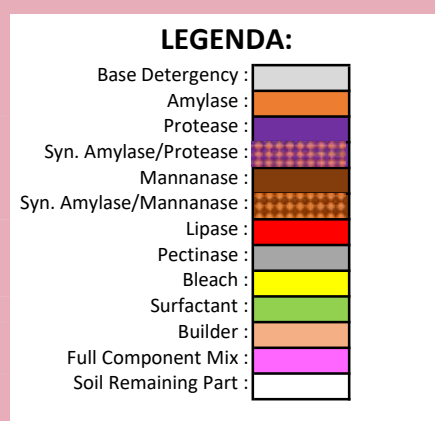 LEGENDA:
Base Detergency :
Amylase :
Protease :
Syn. Amylase/Protease :
Mannanase :
Syn. Amylase/Mannanase :
Lipase :
Pectinase :
Bleach :
Surfactant :
Builder :
Full Component Mix :
Soil Remaining Part :